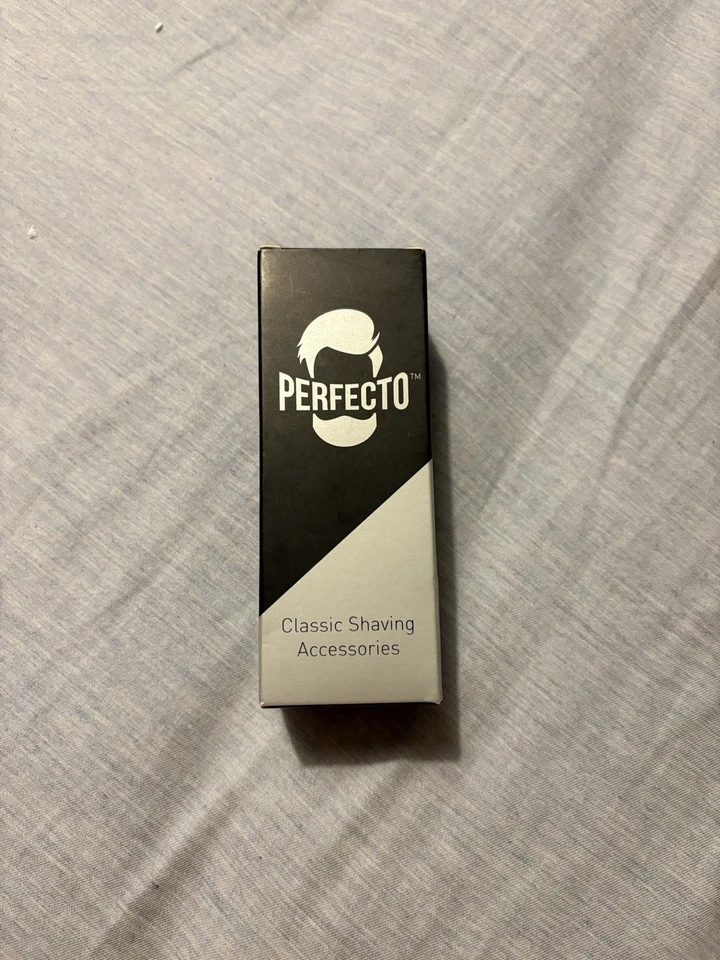 PERFECTO™
Classic Shaving
Accessories